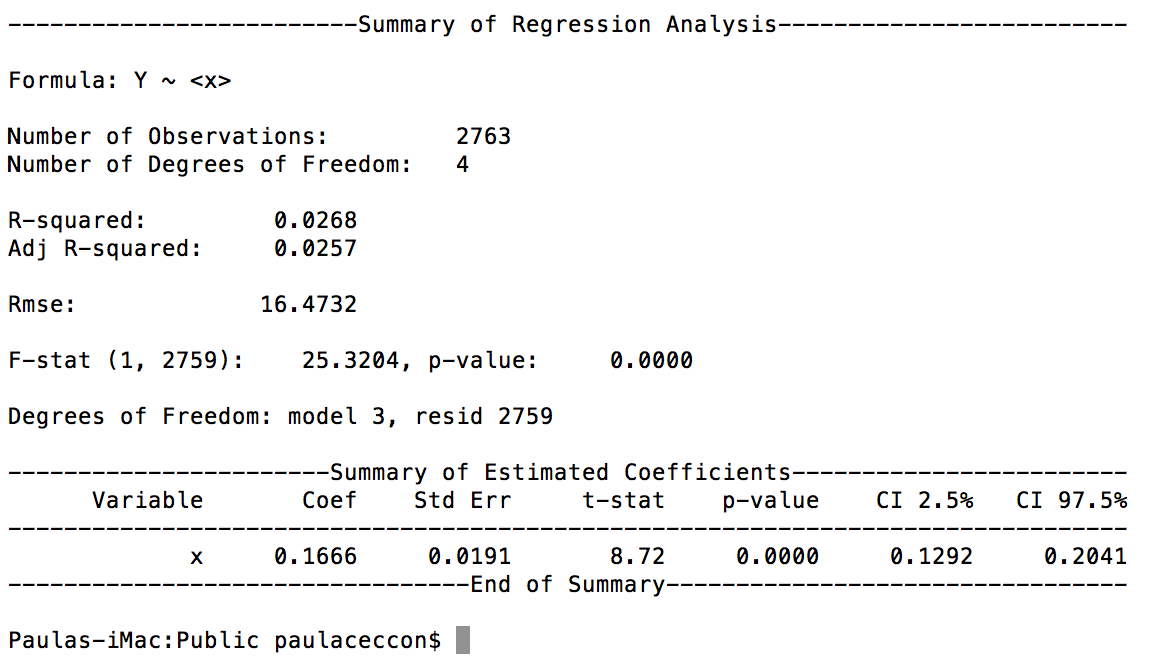 -------------------------Summary of Regression Analysis-------------------------
Formula: Y ~ <x>
Number of Observations:         2763
Number of Degrees of Freedom:   4
R-squared:         0.0268
Adj R-squared:     0.0257
Rmse:             16.4732
F-stat (1, 2759):    25.3204, p-value:     0.0000
Degrees of Freedom: model 3, resid 2759
-----------------------Summary of Estimated Coefficients------------------------
      Variable       Coef    Std Err     t-stat    p-value    CI 2.5%   CI 97.5%
--------------------------------------------------------------------------------
             x     0.1666     0.0191       8.72     0.0000     0.1292     0.2041
---------------------------------End of Summary---------------------------------
Paulas-iMac:Public paulaceccon$